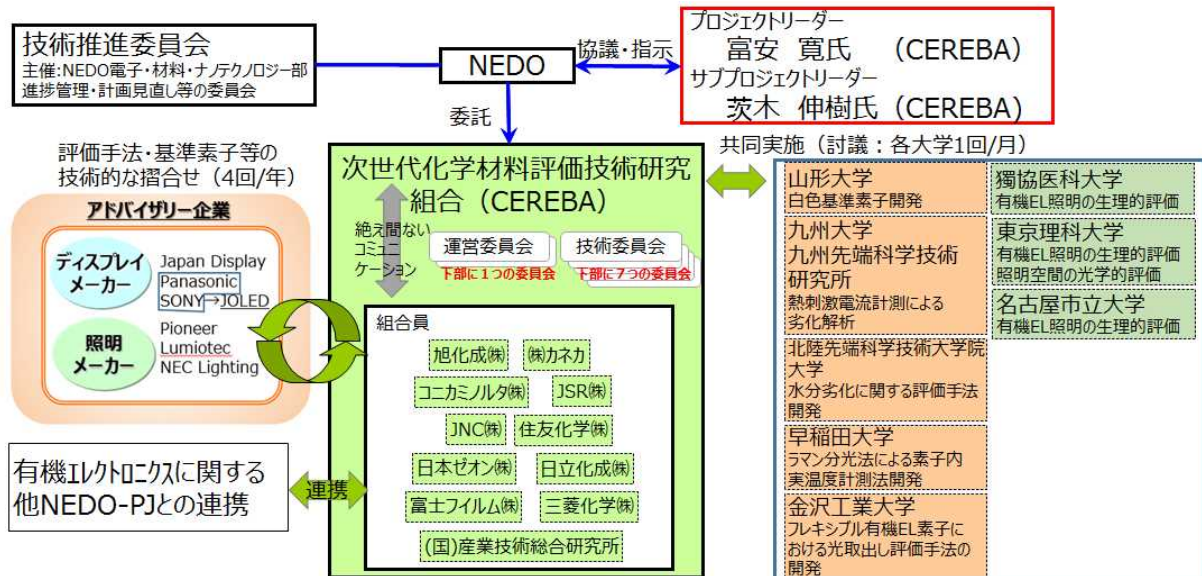 技術推進委員会
主催:NEDO電子・材料・ナノテクノロジー部
進捗管理・計画見直し等の委員会
NEDO
協議・指示
プロジェクトリーダー
富安 寛氏 (CEREBA)
サブプロジェクトリーダー
茨木 伸樹氏(CEREBA)
委託
評価手法・基準素子等の
技術的な摺合せ(4回/年)
アドバイザリー企業
ディスプレイ
メーカー
Japan Display
Panasonic
SONY→JOLED
照明
メーカー
Pioneer
Lumiotec
NEC Lighting
有機エレクトロニクスに関する
他NEDO-PJとの連携
連携
次世代化学材料評価技術研究
組合(CEREBA)
絶え間ない
コミュニ
ケーション
運営委員会
下部に1つの委員会
技術委員会
下部に7つの委員会
組合員
旭化成㈱
㈱カネカ
コニカミノルタ㈱
JSR㈱
JNC㈱
住友化学㈱
日本ゼオン㈱
日立化成㈱
富士フイルム㈱
三菱化学㈱
(国)産業技術総合研究所
共同実施(討議:各大学1回/月)
山形大学
白色基準素子開発
九州大学
九州先端科学技術
研究所
熱刺激電流計測による
劣化解析
北陸先端科学技術大学院
大学
水分劣化に関する評価手法
開発
早稲田大学
ラマン分光法による素子内
実温度計測法開発
金沢工業大学
フレキシブル有機EL素子に
おける光取出し評価手法の
開発
獨協医科大学
有機EL照明の生理的評価
東京理科大学
有機EL照明の生理的評価
照明空間の光学的評価
名古屋市立大学
有機EL照明の生理的評価